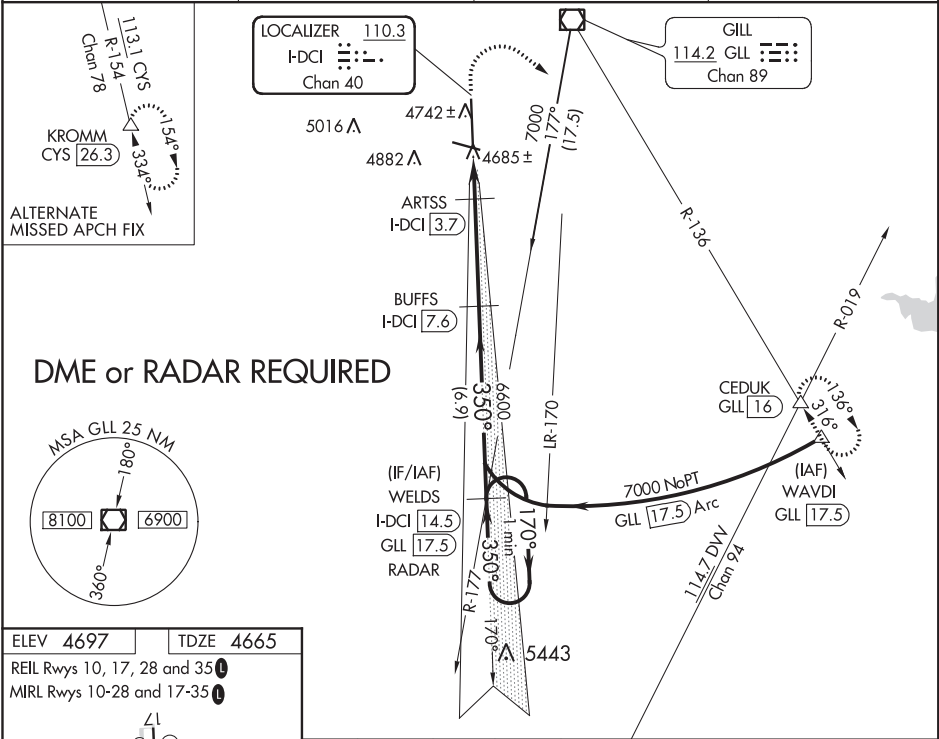 113.1 CYS
R-154
Chan 78
KROMM
CYS 26.3
154°
334°
ALTERNATE
MISSED APCH FIX
LOCALIZER 110.3
I-DCI
Chan 40
GILL
114.2 GLL
Chan 89
5016
4742±
4882
4685±
7000
177°
(17.5)
ARTSS
I-DCI 3.7
R-136
BUFFS
I-DCI 7.6
R-019
DME or RADAR REQUIRED
350°
(6.9)
6600
LR-170
CEDUK
GLL 16
136°
316°
MSA GLL 25 NM
180°
8100
6900
360°
(IF/IAF)
WELDS
I-DCI 14.5
GLL 17.5
RADAR
7000 NoPT
GLL 17.5 Arc
(IAF)
WAVDI
GLL 17.5
170°
1 min
350°
R-177
170°
5443
114.7 DVV
Chan 94
ELEV 4697
TDZE 4665
REIL Rwys 10, 17, 28 and 35 L
MIRL Rwys 10-28 and 17-35 L
17